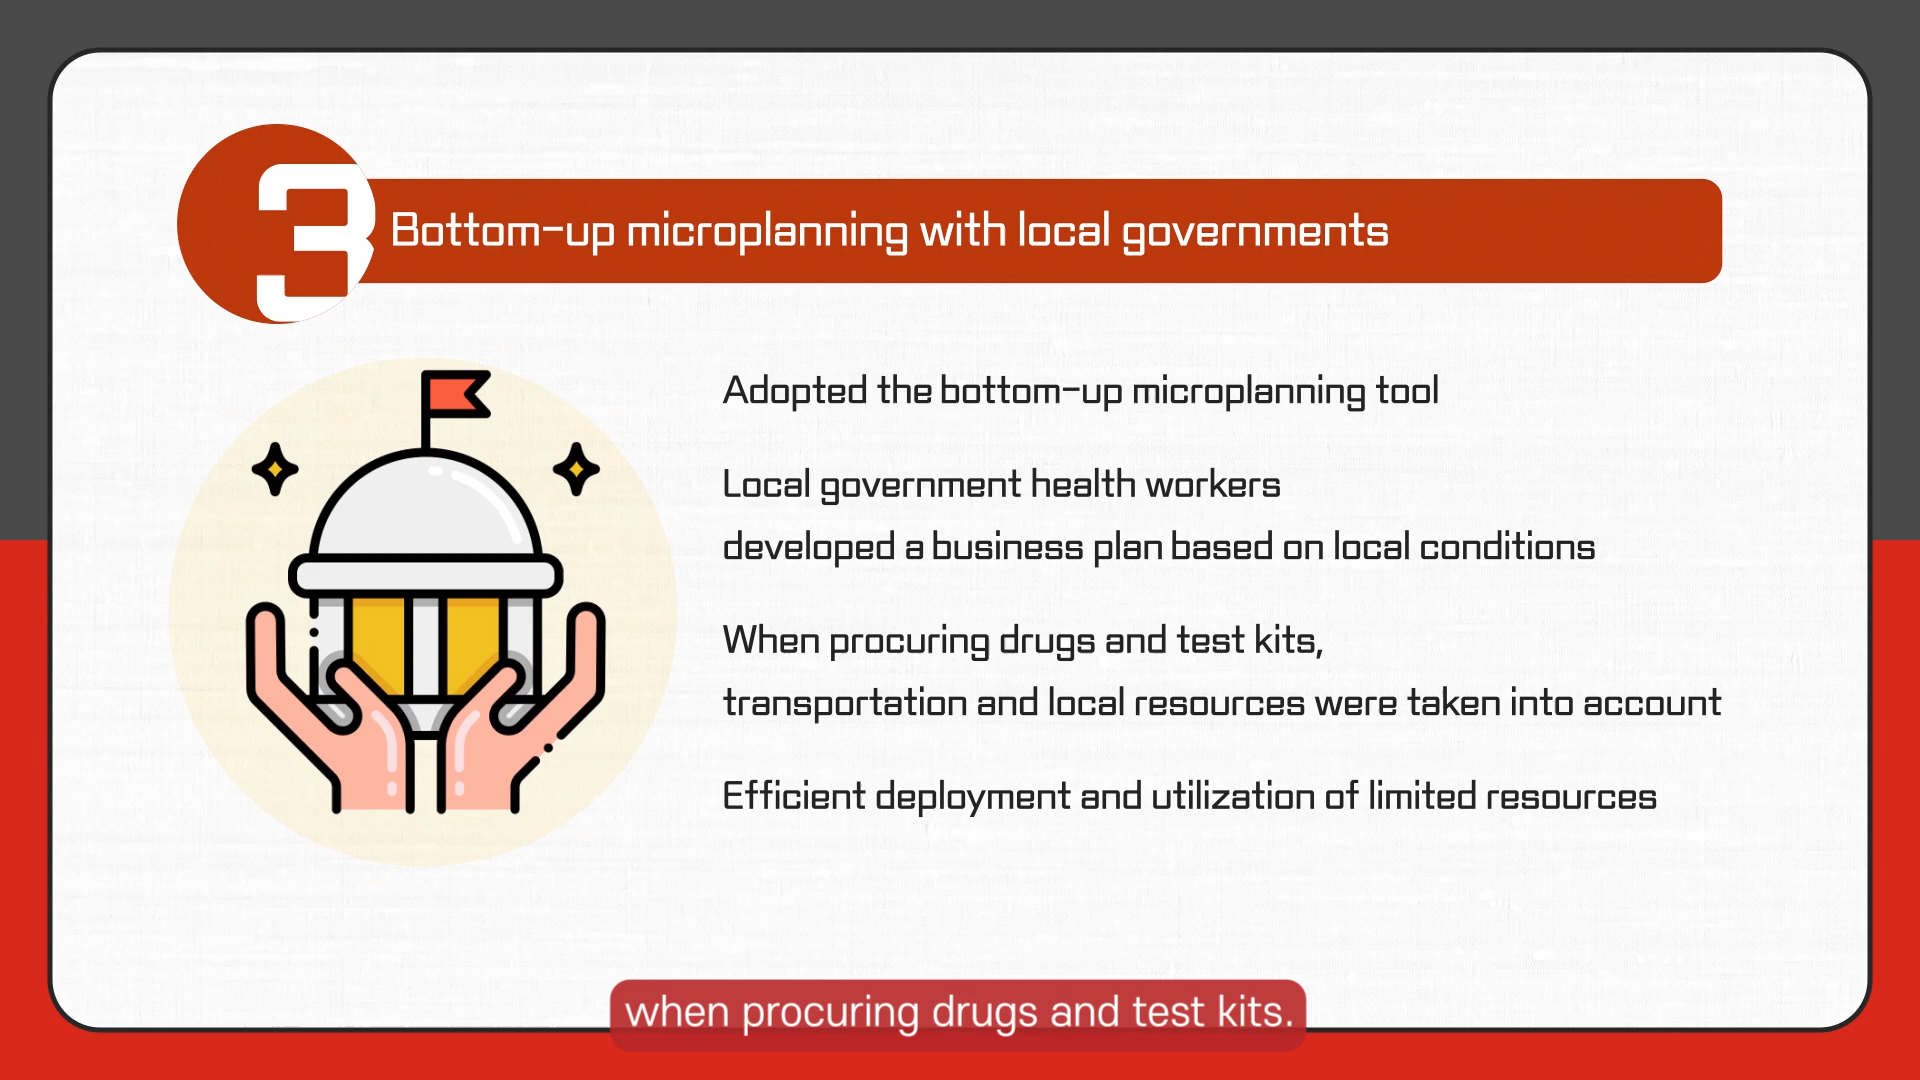 3
Bottom-up microplanning with local governments
Adopted the bottom-up microplanning tool
Local government health workers
developed a business plan based on local conditions
When procuring drugs and test kits,
transportation and local resources were taken into account
Efficient deployment and utilization of limited resources
when procuring drugs and test kits.